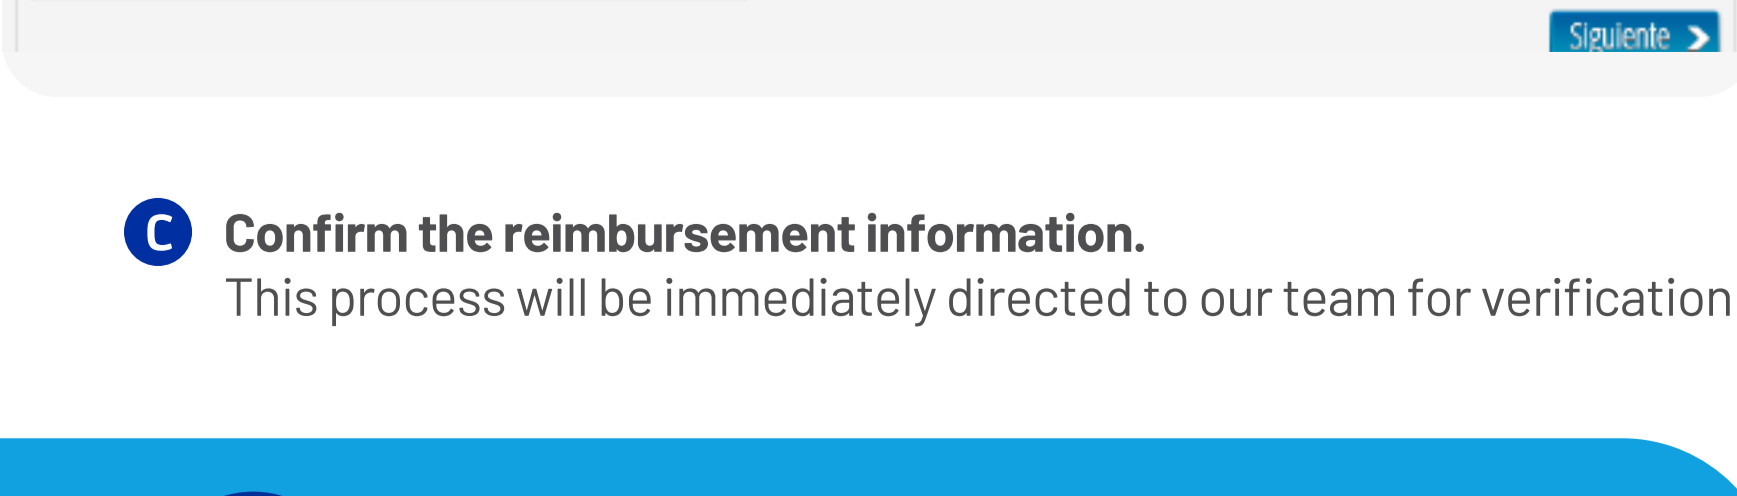 Siguiente
C Confirm the reimbursement information.
This process will be immediately directed to our team for verification